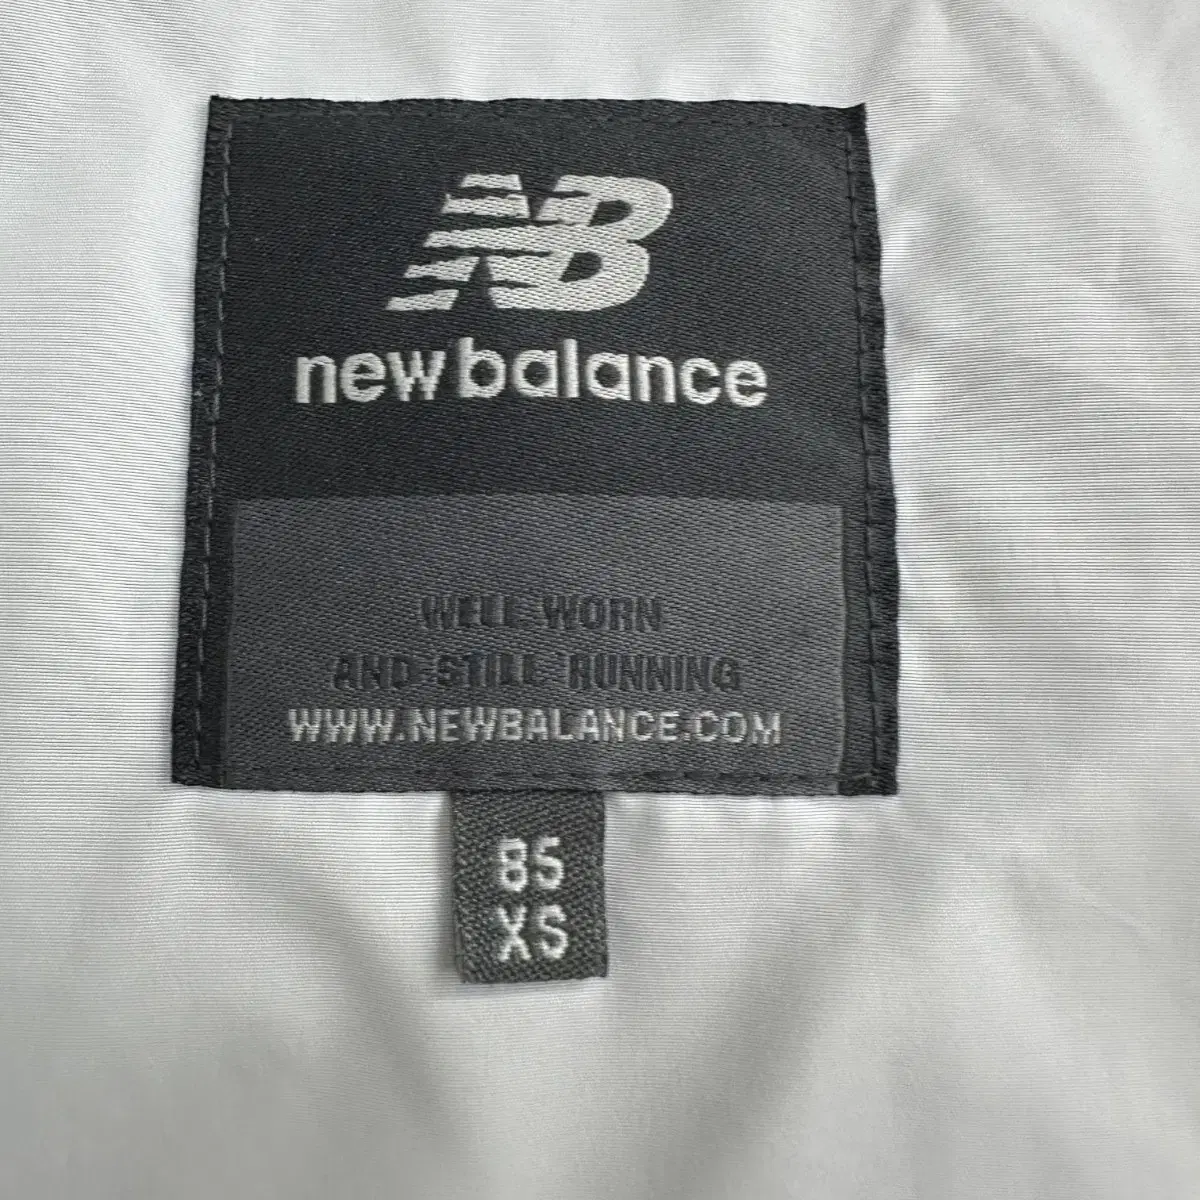 NB
new balance
WELL WORN
AND STILL RUNNING
WWW.NEWBALANCE.COM
85
XS